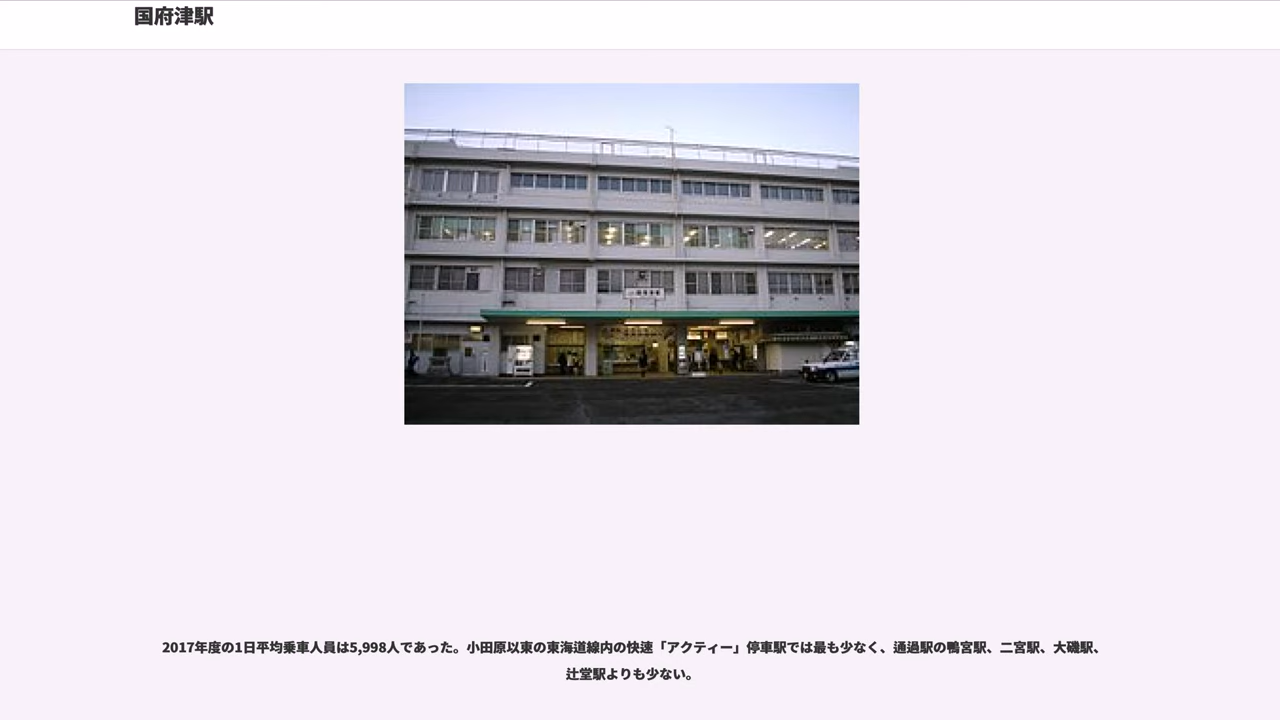 国府津駅
2017年度の1日平均乗車人員は5,998人であった。小田原以東の東海道線内の快速「アクティー」停車駅では最も少なく、通過駅の鴨宮駅、二宮駅、大磯駅、
辻堂駅よりも少ない。